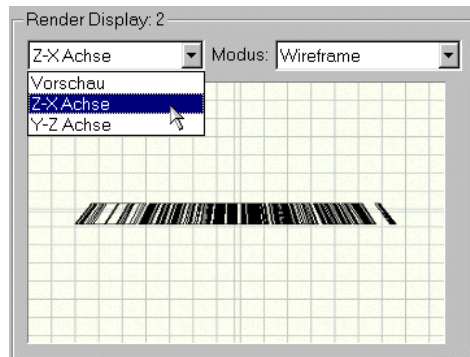 Render Display: 2
Z-X Achse Modus: Wireframe
Vorschau
Z-X Achse
Y-Z Achse